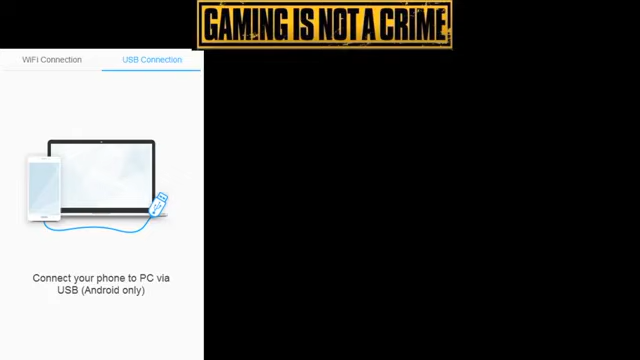 GAMING IS NOT A CRIME
WiFi Connection
USB Connection
Connect your phone to PC via
USB (Android only)